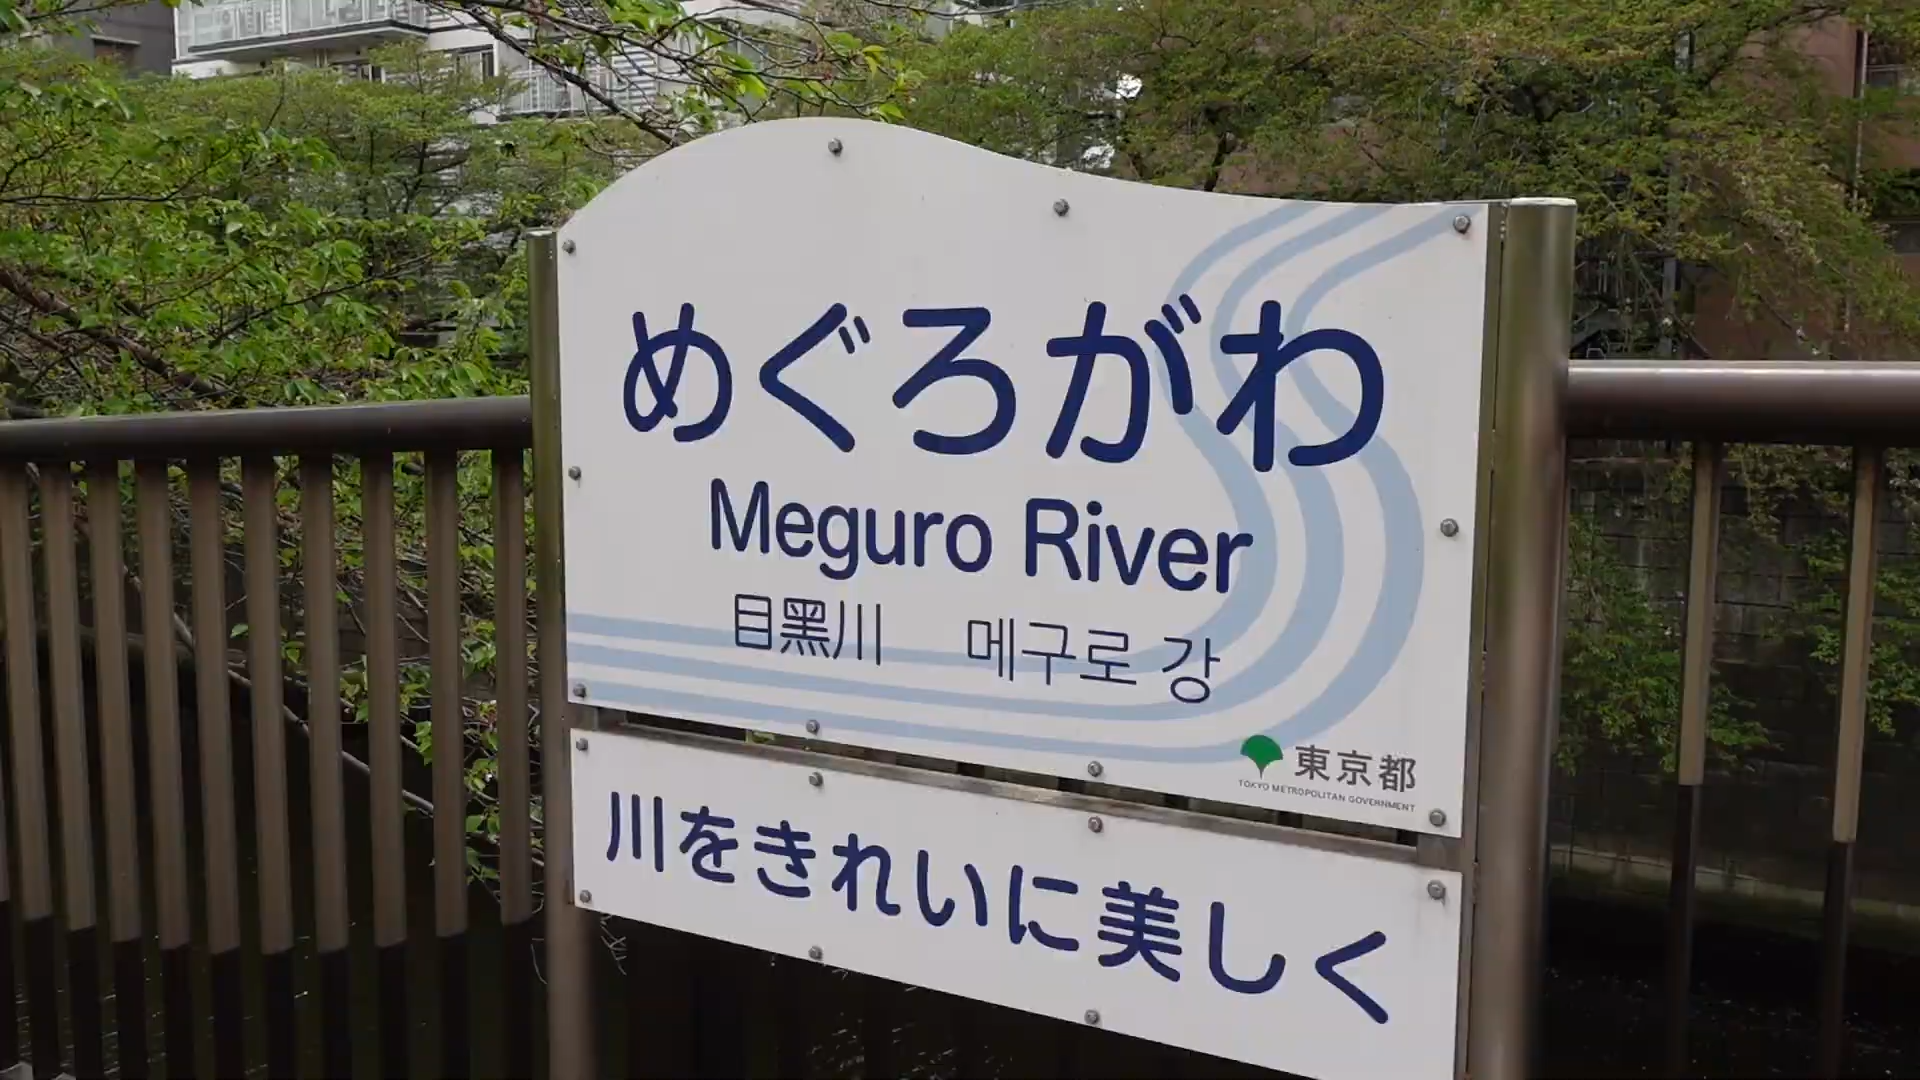 めぐろがわ
Meguro River
目黑川 메구로 강
東京都
TOKYO METROPOLITAN GOVERNMENT
川をきれいに美しく